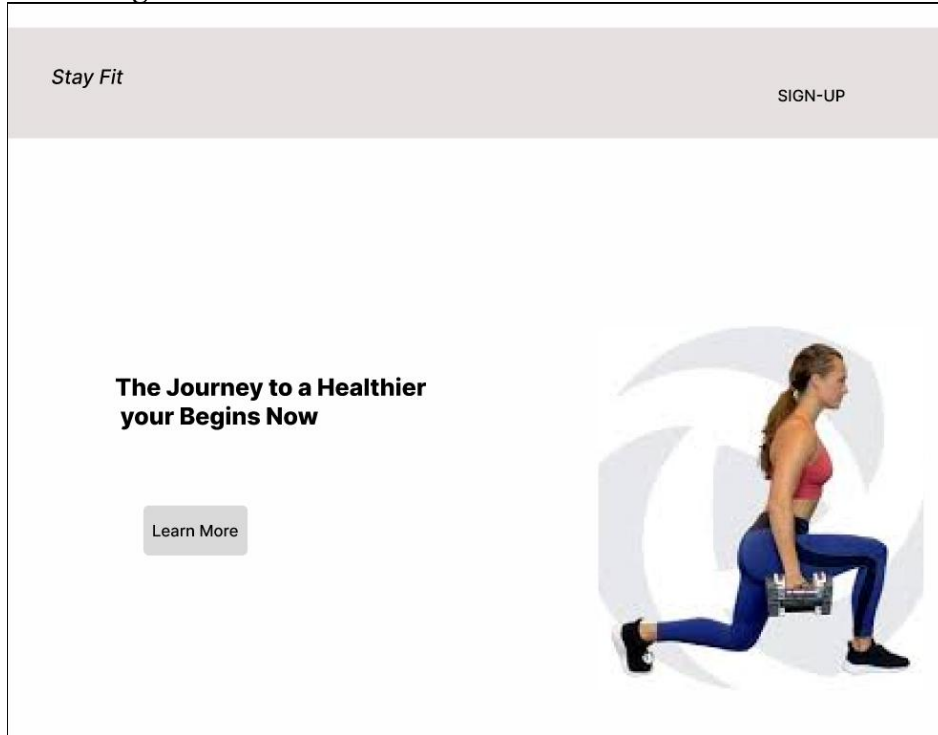 Stay Fit
SIGN-UP
The Journey to a Healthier
your Begins Now
Learn More